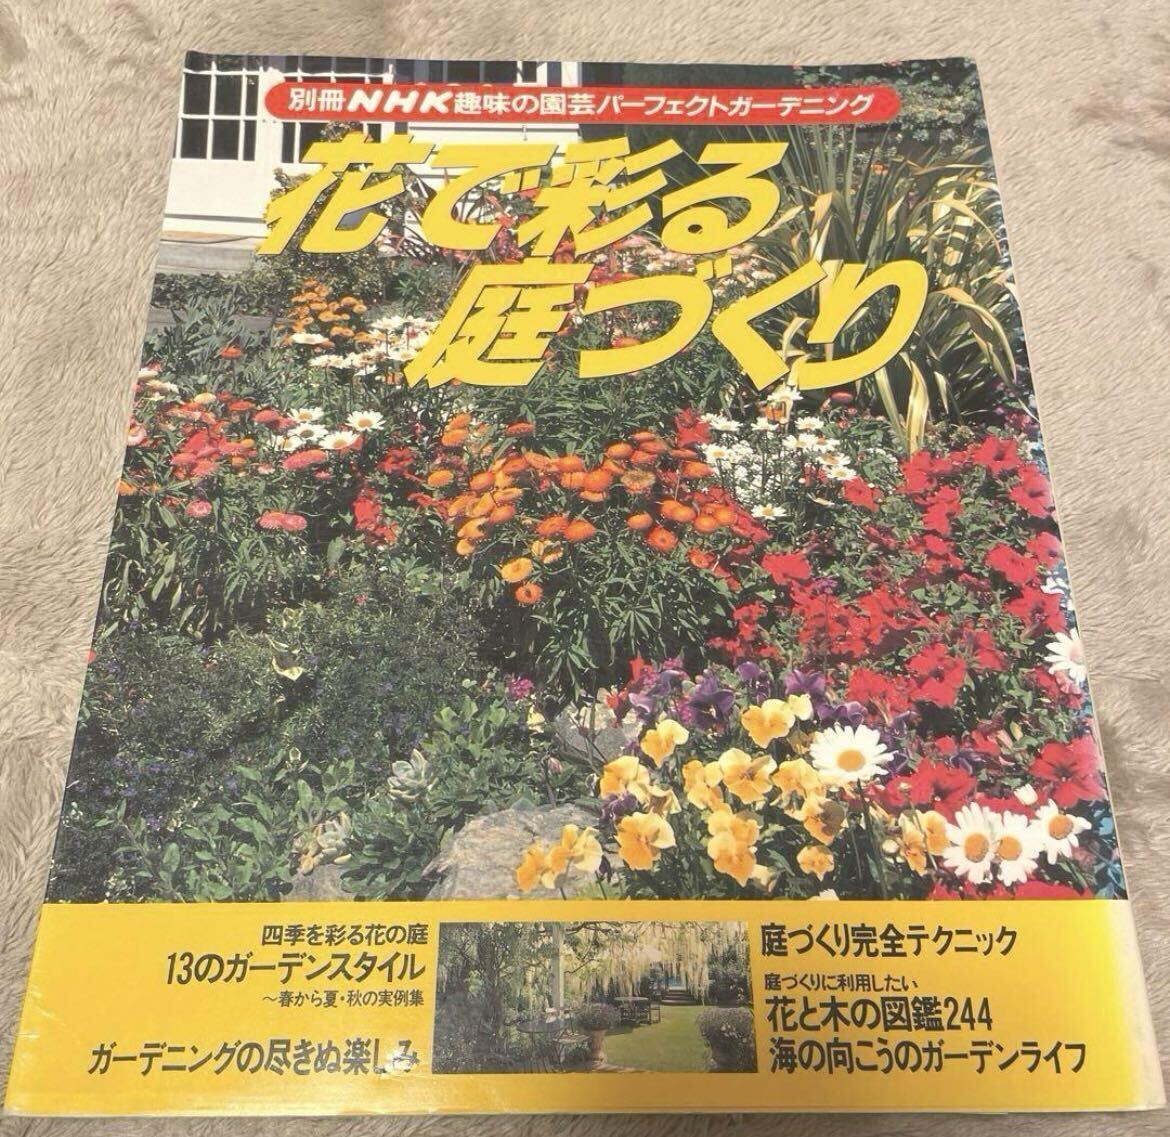 別冊NHK趣味の園芸パーフェクトガーデニング
花で彩る
庭づくり
四季を彩る花の庭
13のガーデンスタイル
～春から夏・秋の実例集
ガーデニングの尽きぬ楽しみ
庭づくり完全テクニック
庭づくりに利用したい
花と木の図鑑244
海の向こうのガーデンライフ